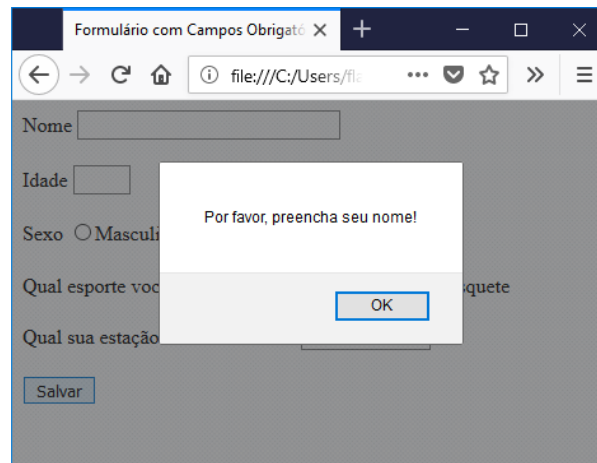 Formulário com Campos Obrigató
file:///C:/Users/fla
Nome
Idade
Por favor, preencha seu nome!
Sexo Masculi
Qual esporte voc squete
OK
Qual sua estação
Salvar